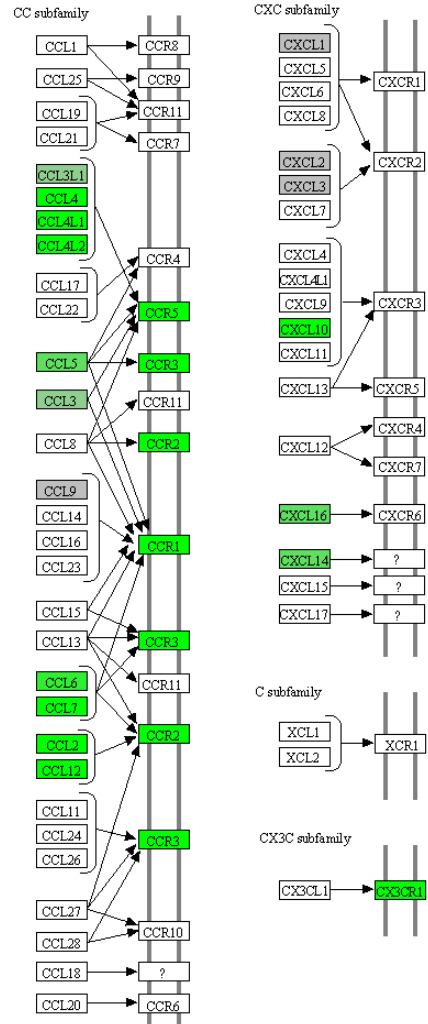 CC subfamily
CCL1
CCR8
CCL25
CCR9
CCR11
CCL19
CCL21
CCR7
CCL3L1
CCL4
CCL4L1
CCL4L2
CCR4
CCL17
CCL22
CCR5
CCL5
CCR3
CCL3
CCR11
CCL8
CCR2
CCL9
CCL14
CCL16
CCL23
CCR1
CCL15
CCL13
CCR3
CCL6
CCL7
CCR11
CCL2
CCL12
CCR2
CCL11
CCL24
CCL26
CCR3
CCL27
CCL28
CCR10
CCL18
?
CCL20
CCR6
CXC subfamily
CXCL1
CXCL5
CXCL6
CXCL8
CXCR1
CXCL2
CXCL3
CXCL7
CXCR2
CXCL4
CXCL4L1
CXCL9
CXCL10
CXCL11
CXCR3
CXCL13
CXCR5
CXCL12
CXCR4
CXCR7
CXCL16
CXCR6
CXCL14
?
CXCL15
?
CXCL17
?
C subfamily
XCL1
XCL2
XCR1
CX3C subfamily
CX3CL1
CX3CR1